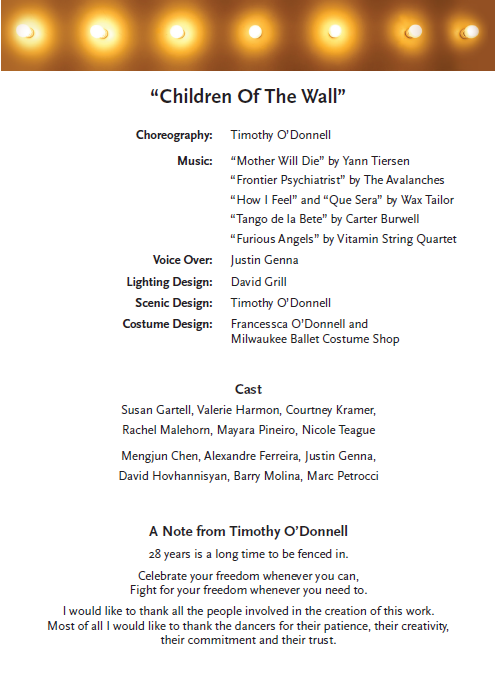 “Children Of The Wall”
Choreography: Timothy O’Donnell
Music: “Mother Will Die” by Yann Tiersen
“Frontier Psychiatrist” by The Avalanches
“How I Feel” and “Que Sera” by Wax Tailor
“Tango de la Bete” by Carter Burwell
“Furious Angels” by Vitamin String Quartet
Voice Over: Justin Genna
Lighting Design: David Grill
Scenic Design: Timothy O’Donnell
Costume Design: Francessca O’Donnell and
Milwaukee Ballet Costume Shop
Cast
Susan Gartell, Valerie Harmon, Courtney Kramer,
Rachel Malehorn, Mayara Pineiro, Nicole Teague
Mengjun Chen, Alexandre Ferreira, Justin Genna,
David Hovhannisyan, Barry Molina, Marc Petrocci
A Note from Timothy O’Donnell
28 years is a long time to be fenced in.
Celebrate your freedom whenever you can,
Fight for your freedom whenever you need to.
I would like to thank all the people involved in the creation of this work.
Most of all I would like to thank the dancers for their patience, their creativity,
their commitment and their trust.